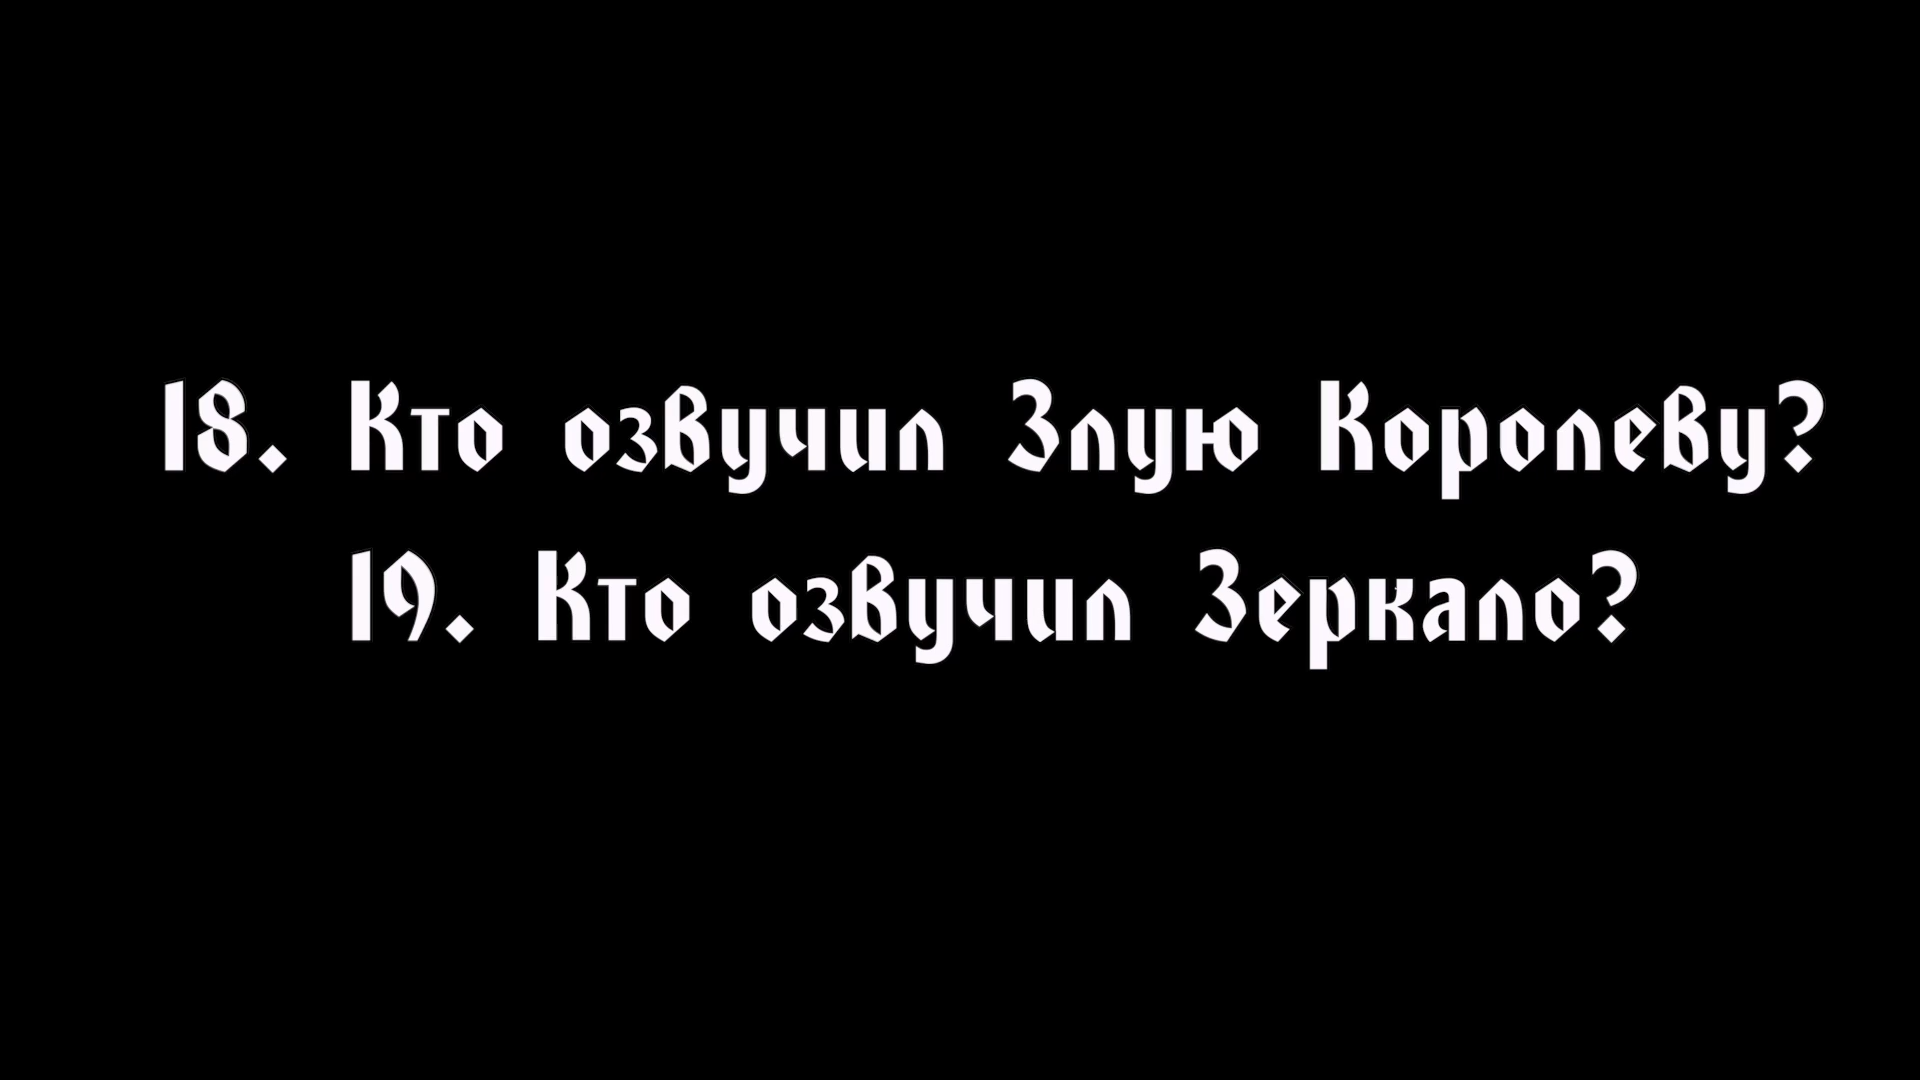 18. Кто озвучил Злую Королеву?
19. Кто озвучил Зеркало?